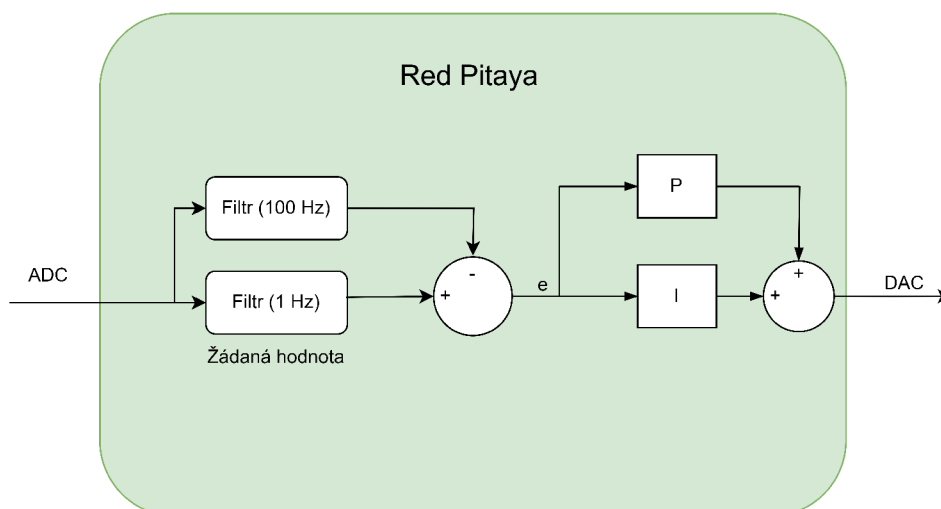 Red Pitaya
P
Filtr (100 Hz)
-
+
ADC
Filtr (1 Hz)
+
e
I
+
DAC
Žádaná hodnota